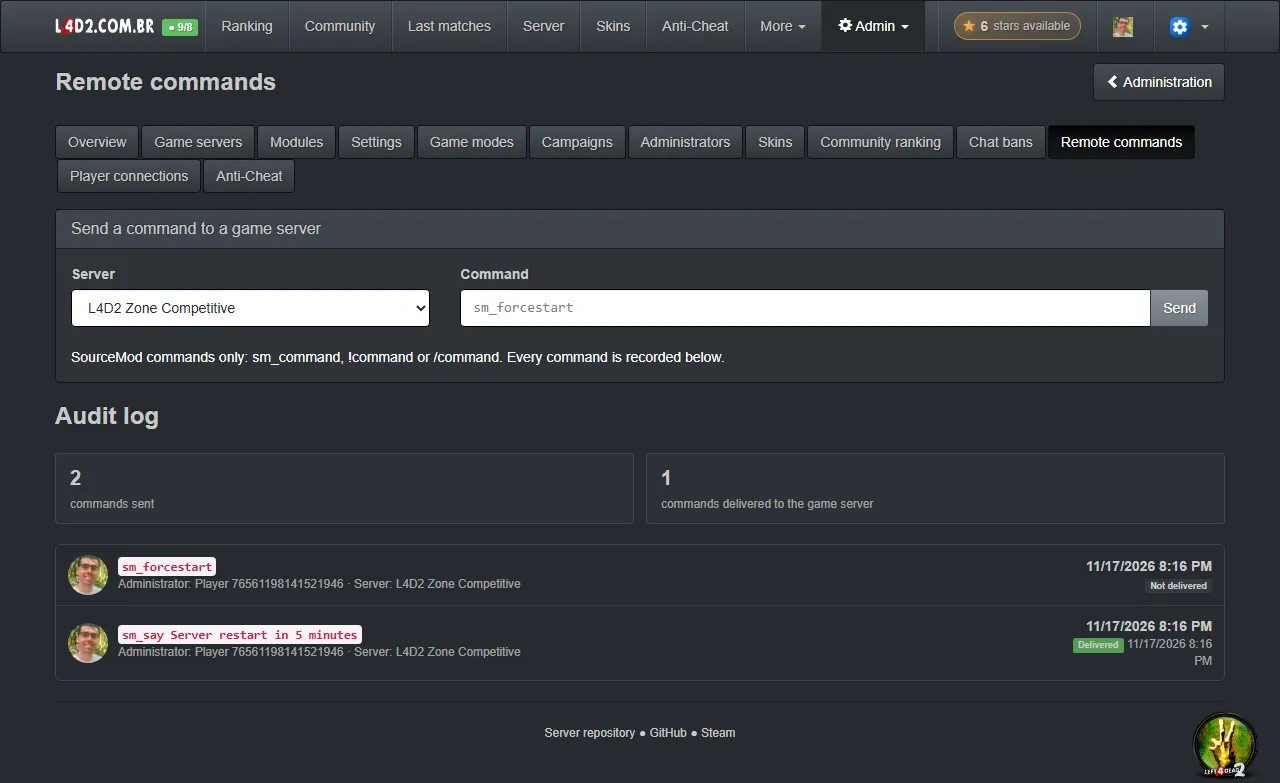 L4D2.COM.BR
9/8
Ranking
Community
Last matches
Server
Skins
Anti-Cheat
More
Admin
6 stars available
Remote commands
Administration
Overview
Game servers
Modules
Settings
Game modes
Campaigns
Administrators
Skins
Community ranking
Chat bans
Remote commands
Player connections
Anti-Cheat
Send a command to a game server
Server
Command
L4D2 Zone Competitive
sm_forcestart
Send
SourceMod commands only: sm_command, !command or /command. Every command is recorded below.
Audit log
2
commands sent
1
commands delivered to the game server
sm_forcestart
Administrator: Player 76561198141521946 · Server: L4D2 Zone Competitive
11/17/2026 8:16 PM
Not delivered
sm_say Server restart in 5 minutes
Administrator: Player 76561198141521946 · Server: L4D2 Zone Competitive
11/17/2026 8:16 PM
Delivered 11/17/2026 8:16
PM
Server repository ● GitHub ● Steam
LEFT 4 DEAD 2